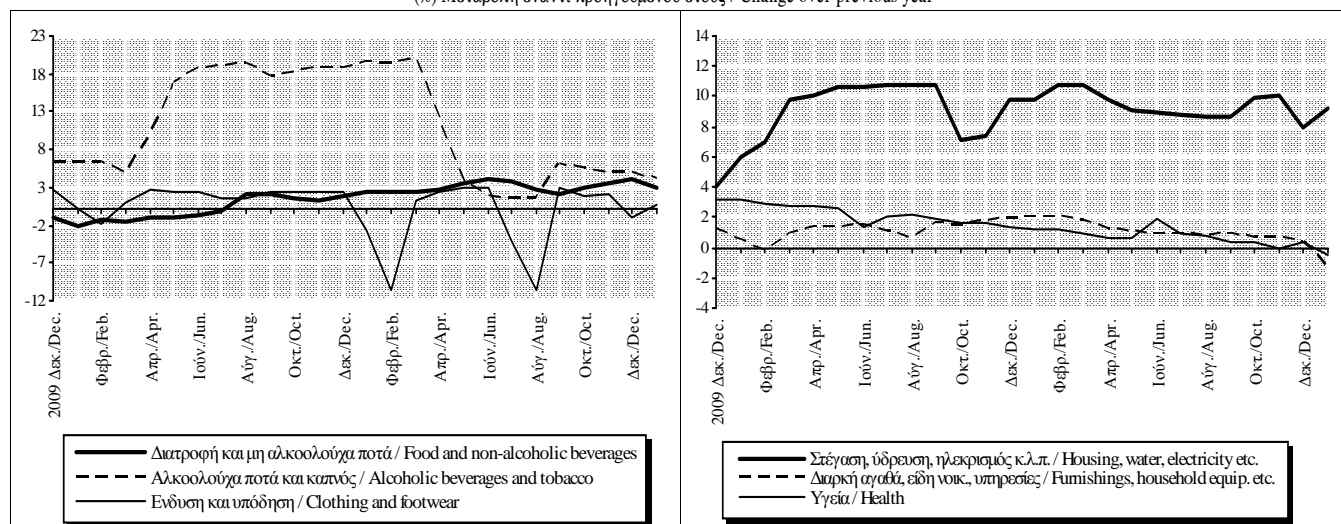 (%) Μεταβολή έναντι προηγούμενου έτους / Change over previous year
23
18
13
8
3
-2
-7
-12
2009 Δεκ./Dec.
Φεβρ./Feb.
Απρ./Apr.
Ιούν./Jun.
Αύγ./Aug.
Οκτ./Oct.
Δεκ./Dec.
Φεβρ./Feb.
Απρ./Apr.
Ιούν./Jun.
Αύγ./Aug.
Οκτ./Oct.
Δεκ./Dec.
Διατροφή και μη αλκοολούχα ποτά / Food and non-alcoholic beverages
Αλκοολούχα ποτά και καπνός / Alcoholic beverages and tobacco
Ενδυση και υπόδηση / Clothing and footwear
14
12
10
8
6
4
2
0
-2
-4
2009 Δεκ./Dec.
Φεβρ./Feb.
Απρ./Apr.
Ιούν./Jun.
Αύγ./Aug.
Οκτ./Oct.
Δεκ./Dec.
Φεβρ./Feb.
Απρ./Apr.
Ιούν./Jun.
Αύγ./Aug.
Οκτ./Oct.
Δεκ./Dec.
Στέγαση, ύδρευση, ηλεκρισμός κ.λ.π. / Housing, water, electricity etc.
Διαρκή αγαθά, είδη νοικ., υπηρεσίες / Furnishings, household equip. etc.
Υγεία / Health